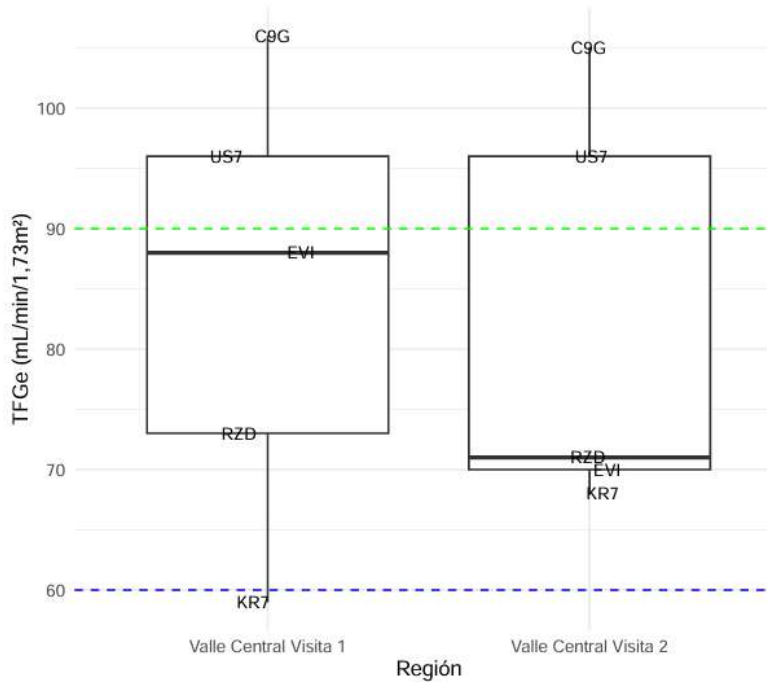 TFGe (mL/min/1,73m²)
100
90
80
70
60
C9G
US7
EVI
RZD
KR7
C9G
US7
RZD
EVI
KR7
Valle Central Visita 1
Valle Central Visita 2
Región